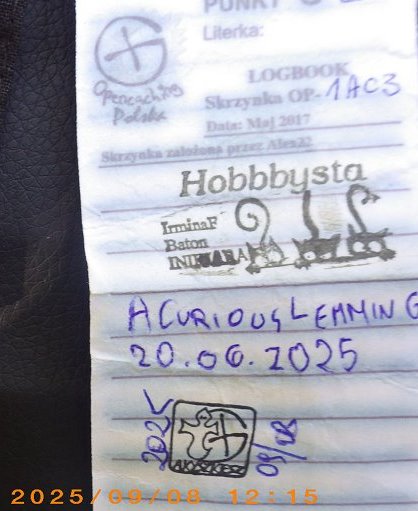 PUNKT
Literka:
Opencaching
Polska
LOGBOOK
Skrzynka OP-1AC3
Data: Maj 2017
Skrzynka założona przez Alex22
Hobbbysta
IrminaF
Baton
ACURIOUSLEMMING
20.06.2025
2025
09/08
2025/09/08 12:15